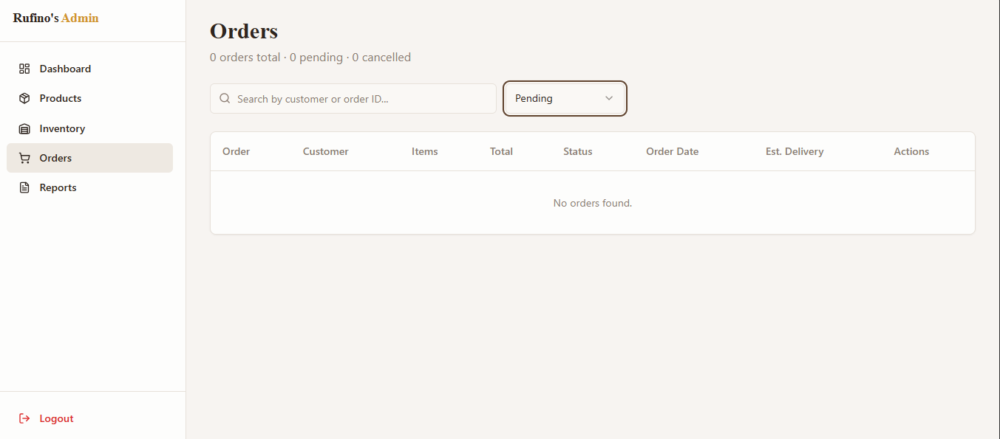 Rufino's Admin
Dashboard
Products
Inventory
Orders
Reports
Logout
Orders
0 orders total · 0 pending · 0 cancelled
Search by customer or order ID...
Pending
Order Customer Items Total Status Order Date Est. Delivery Actions
No orders found.